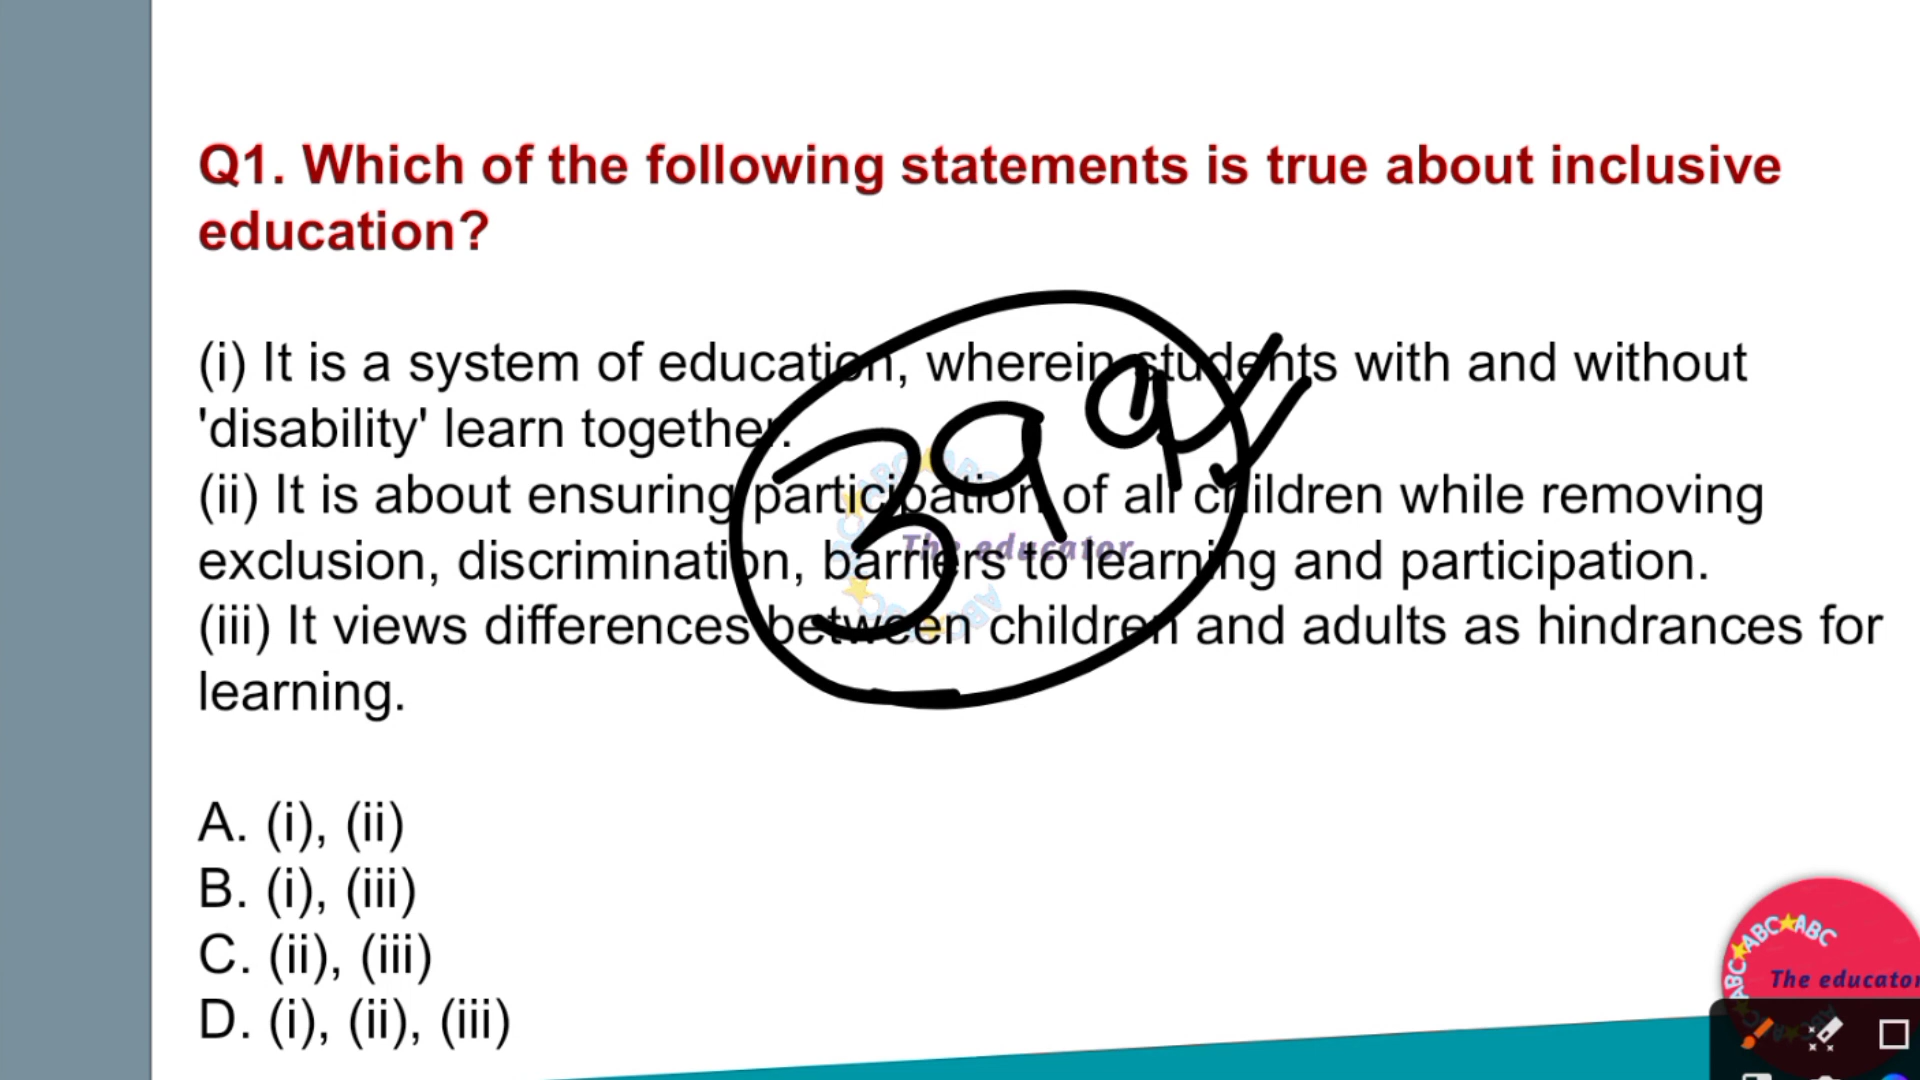 Q1. Which of the following statements is true about inclusive
education?
(i) It is a system of education, wherein students with and without
'disability' learn together.
(ii) It is about ensuring participation of all children while removing
exclusion, discrimination, barriers to learning and participation.
(iii) It views differences between children and adults as hindrances for
learning.
399
The educator
A. (i), (ii)
B. (i), (iii)
C. (ii), (iii)
D. (i), (ii), (iii)
ABC★ABC★ABC
The educator